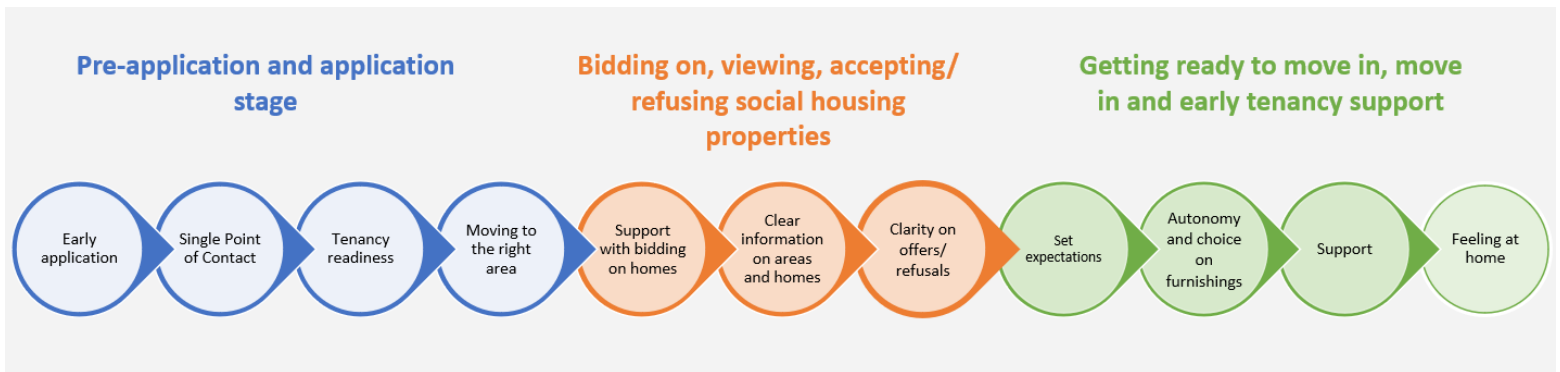 Pre-application and application
stage
Bidding on, viewing, accepting/
refusing social housing
properties
Getting ready to move in, move
in and early tenancy support
Early
application
Single Point
of Contact
Tenancy
readiness
Moving to
the right
area
Support
with bidding
on homes
Clear
information
on areas
and homes
Clarity on
offers/
refusals
Set
expectations
Autonomy
and choice
on
furnishings
Support
Feeling at
home